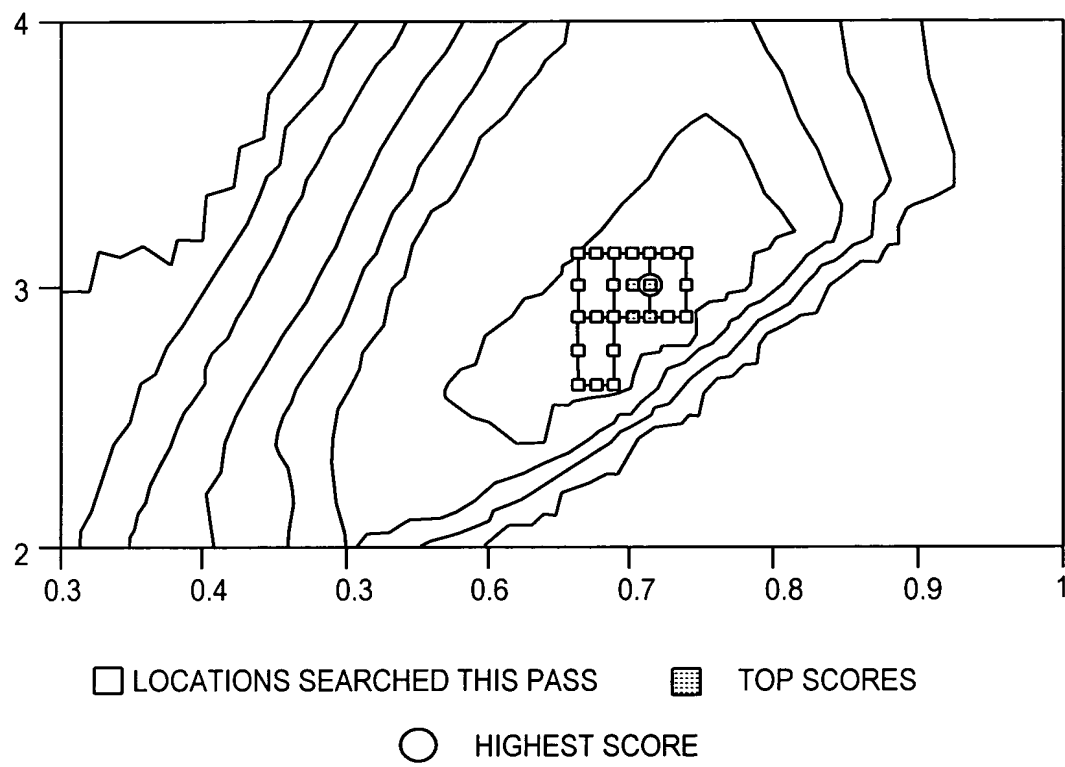 4
3
2
0.3 0.4 0.3 0.6 0.7 0.8 0.9 1
LOCATIONS SEARCHED THIS PASS TOP SCORES
HIGHEST SCORE